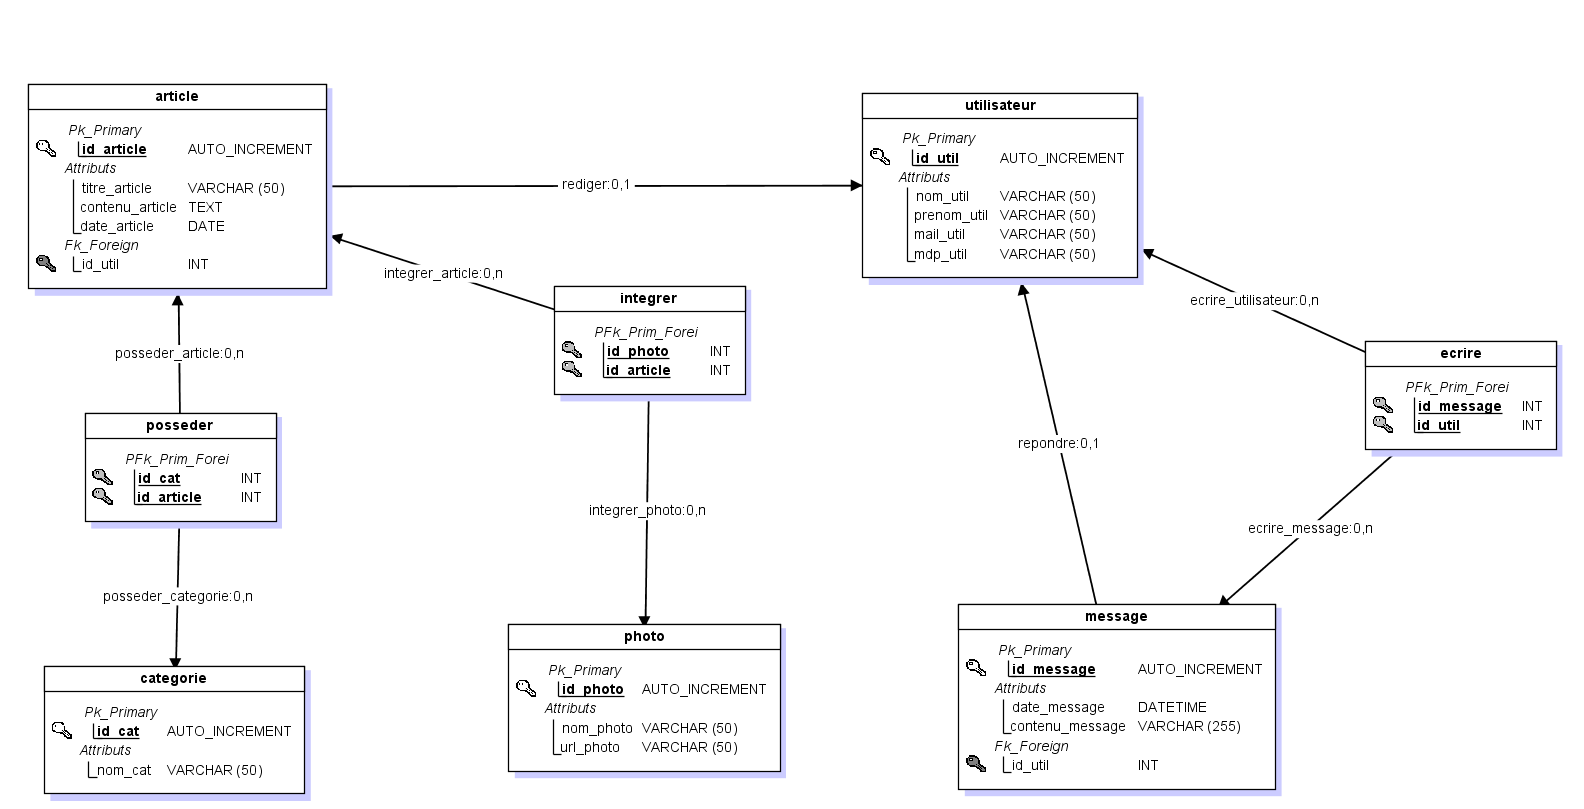 article
Pk_Primary
id_article AUTO_INCREMENT
Attributs
titre_article VARCHAR (50)
contenu_article TEXT
date_article DATE
Fk_Foreign
id_util INT
rediger:0,1
utilisateur
Pk_Primary
id_util AUTO_INCREMENT
Attributs
nom_util VARCHAR (50)
prenom_util VARCHAR (50)
mail_util VARCHAR (50)
mdp_util VARCHAR (50)
integrer_article:0,n
integrer
PFk_Prim_Forei
id_photo INT
id_article INT
ecrire_utilisateur:0,n
ecrire
PFk_Prim_Forei
id_message INT
id_util INT
posseder_article:0,n
posseder
PFk_Prim_Forei
id_cat INT
id_article INT
repondre:0,1
integrer_photo:0,n
ecrire_message:0,n
posseder_categorie:0,n
categorie
Pk_Primary
id_cat AUTO_INCREMENT
Attributs
nom_cat VARCHAR (50)
photo
Pk_Primary
id_photo AUTO_INCREMENT
Attributs
nom_photo VARCHAR (50)
url_photo VARCHAR (50)
message
Pk_Primary
id_message AUTO_INCREMENT
Attributs
date_message DATETIME
contenu_message VARCHAR (255)
Fk_Foreign
id_util INT